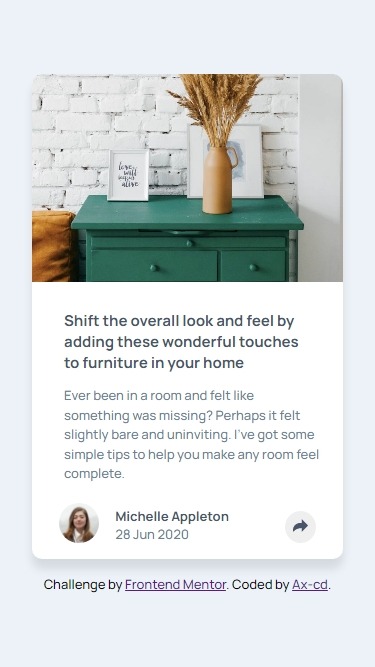 love
will
alive
Shift the overall look and feel by
adding these wonderful touches
to furniture in your home
Ever been in a room and felt like
something was missing? Perhaps it felt
slightly bare and uninviting. I've got some
simple tips to help you make any room feel
complete.
Michelle Appleton
28 Jun 2020
Challenge by Frontend Mentor. Coded by Ax-cd.